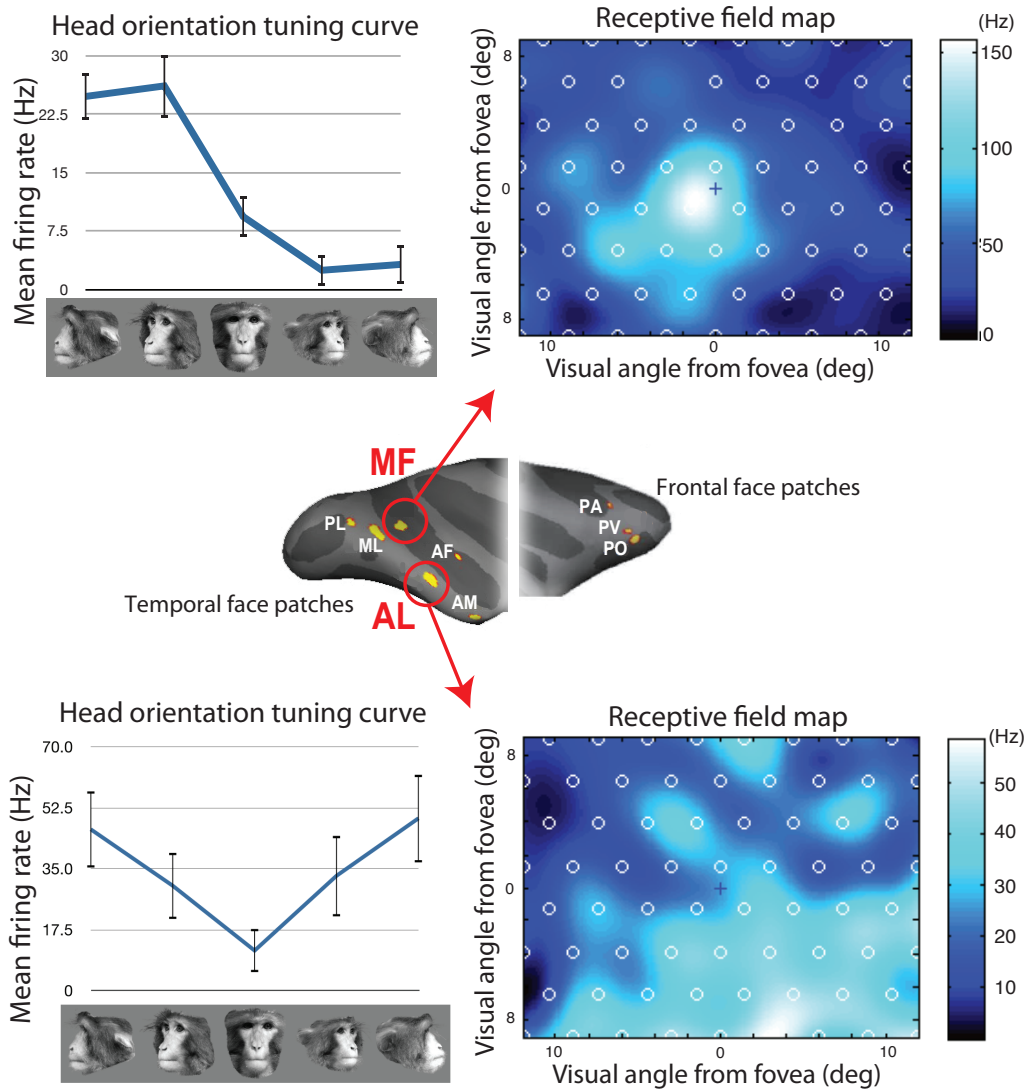 Head orientation tuning curve
Mean firing rate (Hz)
30
22.5
15
7.5
0
Receptive field map
(Hz)
Visual angle from fovea (deg)
8
0
8
10
0
10
Visual angle from fovea (deg)
150
100
50
0
MF
PL
ML
AF
AL
AM
Temporal face patches
Frontal face patches
PA
PV
PO
Head orientation tuning curve
Mean firing rate (Hz)
70.0
52.5
35.0
17.5
0
Receptive field map
(Hz)
Visual angle from fovea (deg)
8
0
8
10
0
10
Visual angle from fovea (deg)
50
40
30
20
10